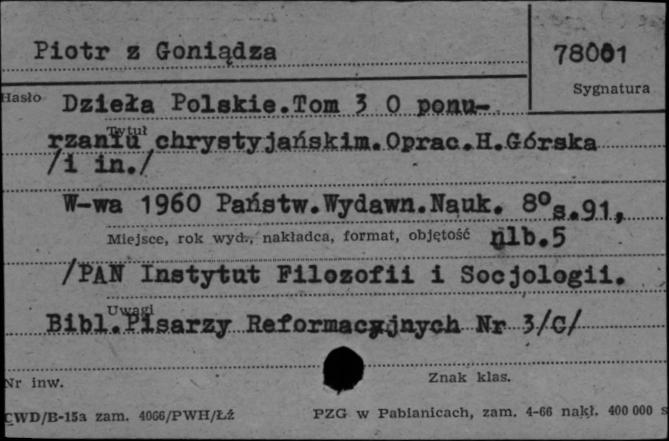 Piotr z Goniądza
78001
Sygnatura
Hasło
Dzieła Polskie.Tom 3 O ponu-
Tytuł
rzaniu chrystyjańskim.Oprac.H.Górska
/i in./
W-wa 1960 Państw.Wydawn.Nauk. 8° s.91,
Miejsce, rok wyd., nakładca, format, objętość
nlb.5
/PAN Instytut Filozofii i Socjologii.
Uwagi
Bibl.Pisarzy Reformacyjnych Nr 3/C/
Nr inw.
Znak klas.
CWD/B-15a zam. 4066/PWH/Łź
PZG w Pabianicach, zam. 4-66 nakł. 400 000 s